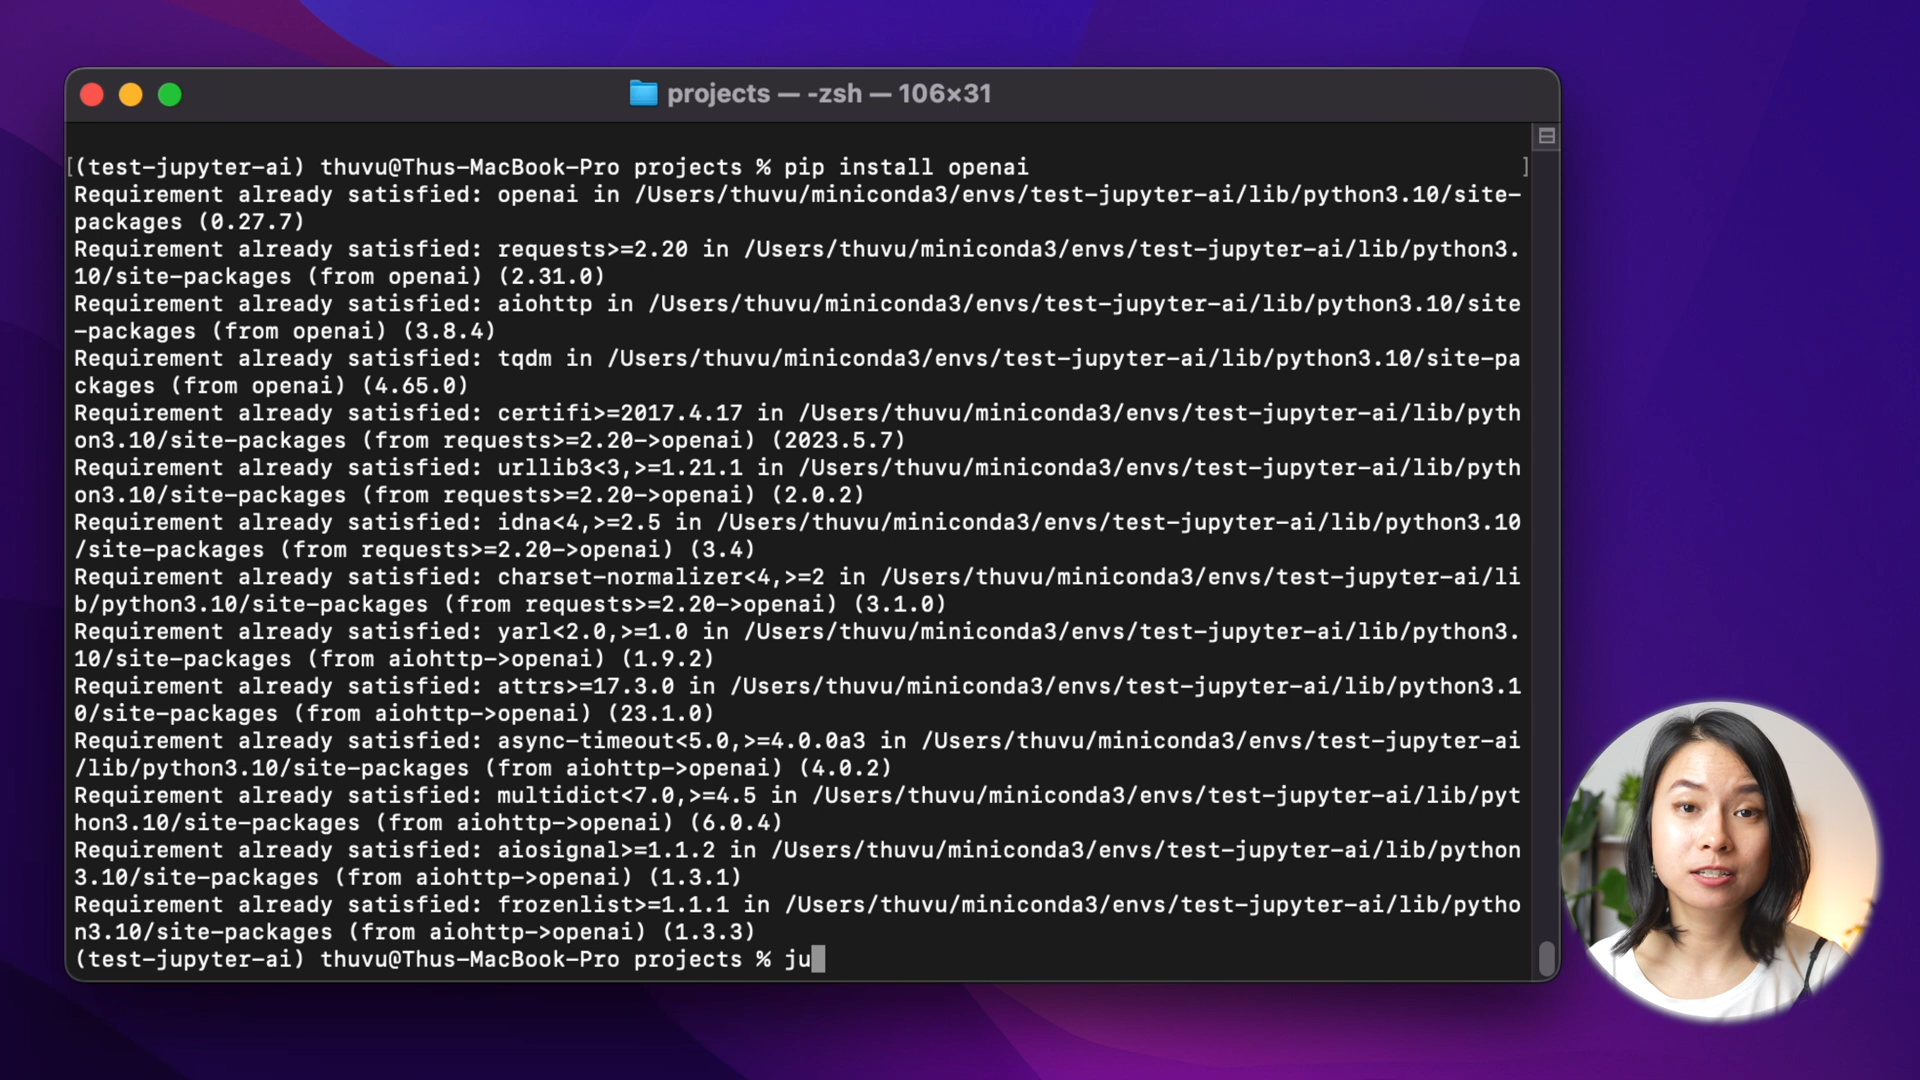 projects — -zsh — 106×31
[(test-jupyter-ai) thuvu@Thus-MacBook-Pro projects % pip install openai ]
Requirement already satisfied: openai in /Users/thuvu/miniconda3/envs/test-jupyter-ai/lib/python3.10/site-
packages (0.27.7)
Requirement already satisfied: requests>=2.20 in /Users/thuvu/miniconda3/envs/test-jupyter-ai/lib/python3.
10/site-packages (from openai) (2.31.0)
Requirement already satisfied: aiohttp in /Users/thuvu/miniconda3/envs/test-jupyter-ai/lib/python3.10/site
-packages (from openai) (3.8.4)
Requirement already satisfied: tqdm in /Users/thuvu/miniconda3/envs/test-jupyter-ai/lib/python3.10/site-pa
ckages (from openai) (4.65.0)
Requirement already satisfied: certifi>=2017.4.17 in /Users/thuvu/miniconda3/envs/test-jupyter-ai/lib/pyth
on3.10/site-packages (from requests>=2.20->openai) (2023.5.7)
Requirement already satisfied: urllib3<3,>=1.21.1 in /Users/thuvu/miniconda3/envs/test-jupyter-ai/lib/pyth
on3.10/site-packages (from requests>=2.20->openai) (2.0.2)
Requirement already satisfied: idna<4,>=2.5 in /Users/thuvu/miniconda3/envs/test-jupyter-ai/lib/python3.10
/site-packages (from requests>=2.20->openai) (3.4)
Requirement already satisfied: charset-normalizer<4,>=2 in /Users/thuvu/miniconda3/envs/test-jupyter-ai/li
b/python3.10/site-packages (from requests>=2.20->openai) (3.1.0)
Requirement already satisfied: yarl<2.0,>=1.0 in /Users/thuvu/miniconda3/envs/test-jupyter-ai/lib/python3.
10/site-packages (from aiohttp->openai) (1.9.2)
Requirement already satisfied: attrs>=17.3.0 in /Users/thuvu/miniconda3/envs/test-jupyter-ai/lib/python3.1
0/site-packages (from aiohttp->openai) (23.1.0)
Requirement already satisfied: async-timeout<5.0,>=4.0.0a3 in /Users/thuvu/miniconda3/envs/test-jupyter-ai
/lib/python3.10/site-packages (from aiohttp->openai) (4.0.2)
Requirement already satisfied: multidict<7.0,>=4.5 in /Users/thuvu/miniconda3/envs/test-jupyter-ai/lib/pyt
hon3.10/site-packages (from aiohttp->openai) (6.0.4)
Requirement already satisfied: aiosignal>=1.1.2 in /Users/thuvu/miniconda3/envs/test-jupyter-ai/lib/python
3.10/site-packages (from aiohttp->openai) (1.3.1)
Requirement already satisfied: frozenlist>=1.1.1 in /Users/thuvu/miniconda3/envs/test-jupyter-ai/lib/pytho
n3.10/site-packages (from aiohttp->openai) (1.3.3)
(test-jupyter-ai) thuvu@Thus-MacBook-Pro projects % ju